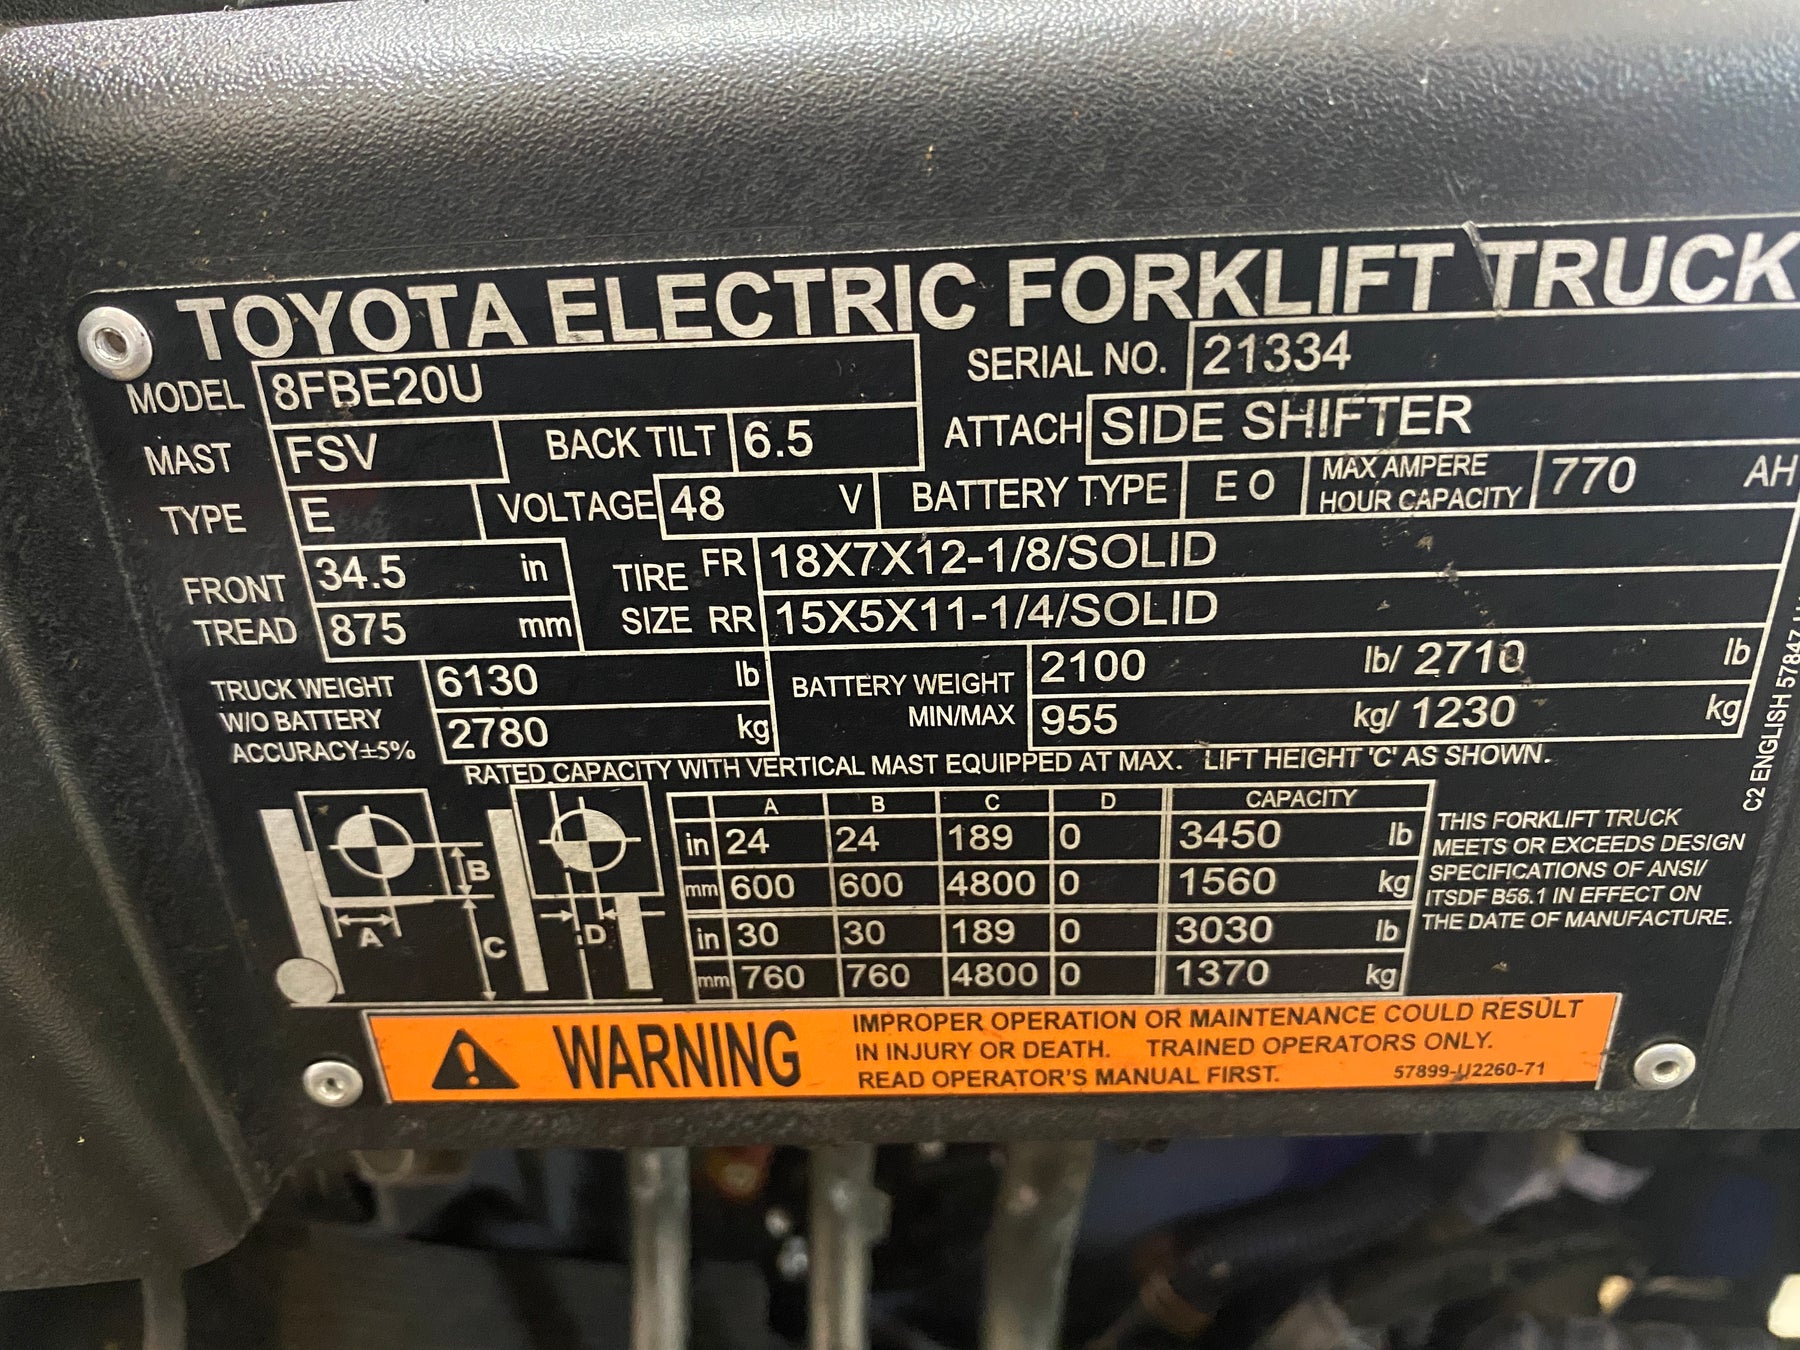 TOYOTA ELECTRIC FORKLIFT TRUCK
MODEL 8FBE20U SERIAL NO. 21334
MAST FSV BACK TILT 6.5 ATTACH SIDE SHIFTER
TYPE E VOLTAGE 48 V BATTERY TYPE E O MAX AMPERE HOUR CAPACITY 770 AH
FRONT TREAD 34.5 in TIRE SIZE FR 18X7X12-1/8/SOLID
875 mm RR 15X5X11-1/4/SOLID
TRUCK WEIGHT W/O BATTERY ACCURACY±5% 6130 lb BATTERY WEIGHT MIN/MAX 2100 lb/ 2710 lb
2780 kg 955 kg/ 1230 kg
RATED CAPACITY WITH VERTICAL MAST EQUIPPED AT MAX. LIFT HEIGHT 'C' AS SHOWN.
A B C D
A B C D CAPACITY
in 24 24 189 0 3450 lb
mm 600 600 4800 0 1560 kg
in 30 30 189 0 3030 lb
mm 760 760 4800 0 1370 kg
THIS FORKLIFT TRUCK
MEETS OR EXCEEDS DESIGN
SPECIFICATIONS OF ANSI/
ITSDF B56.1 IN EFFECT ON
THE DATE OF MANUFACTURE.
C2 ENGLISH
WARNING
IMPROPER OPERATION OR MAINTENANCE COULD RESULT
IN INJURY OR DEATH. TRAINED OPERATORS ONLY.
READ OPERATOR'S MANUAL FIRST. 57899-U2260-71